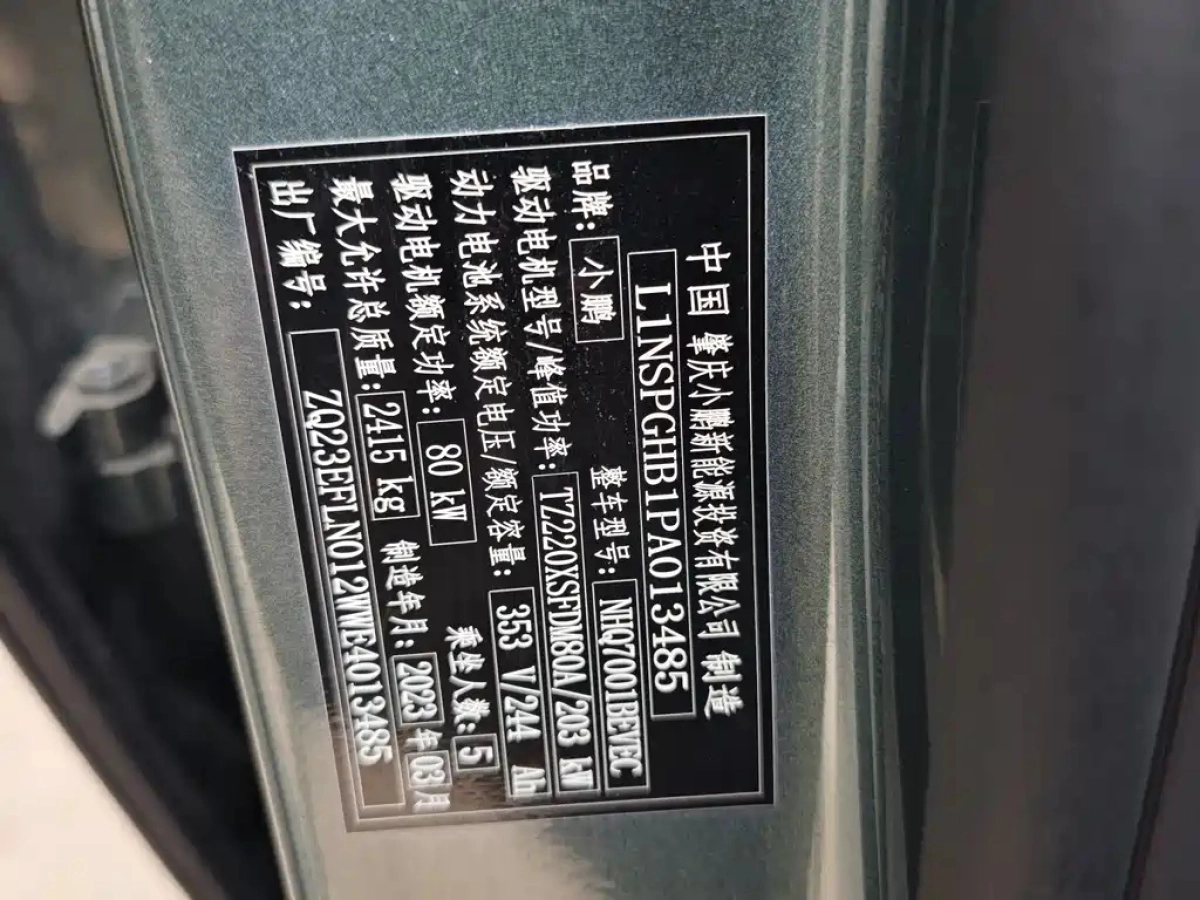 中国 肇庆小鹏新能源投资有限公司 制造
L1NSPGHB1PA013485
品牌: 小鹏 整车型号: NHQ7001BEVEC
驱动电机型号/峰值功率: TZ220XSFDM80A/203 kW
动力电池系统额定电压/额定容量: 353 V/244 Ah
驱动电机额定功率: 80 kW 乘坐人数: 5
最大允许总质量: 2415 kg 制造年月: 2023 年 03 月
出厂编号: ZQ23EFLN012WWE4013485